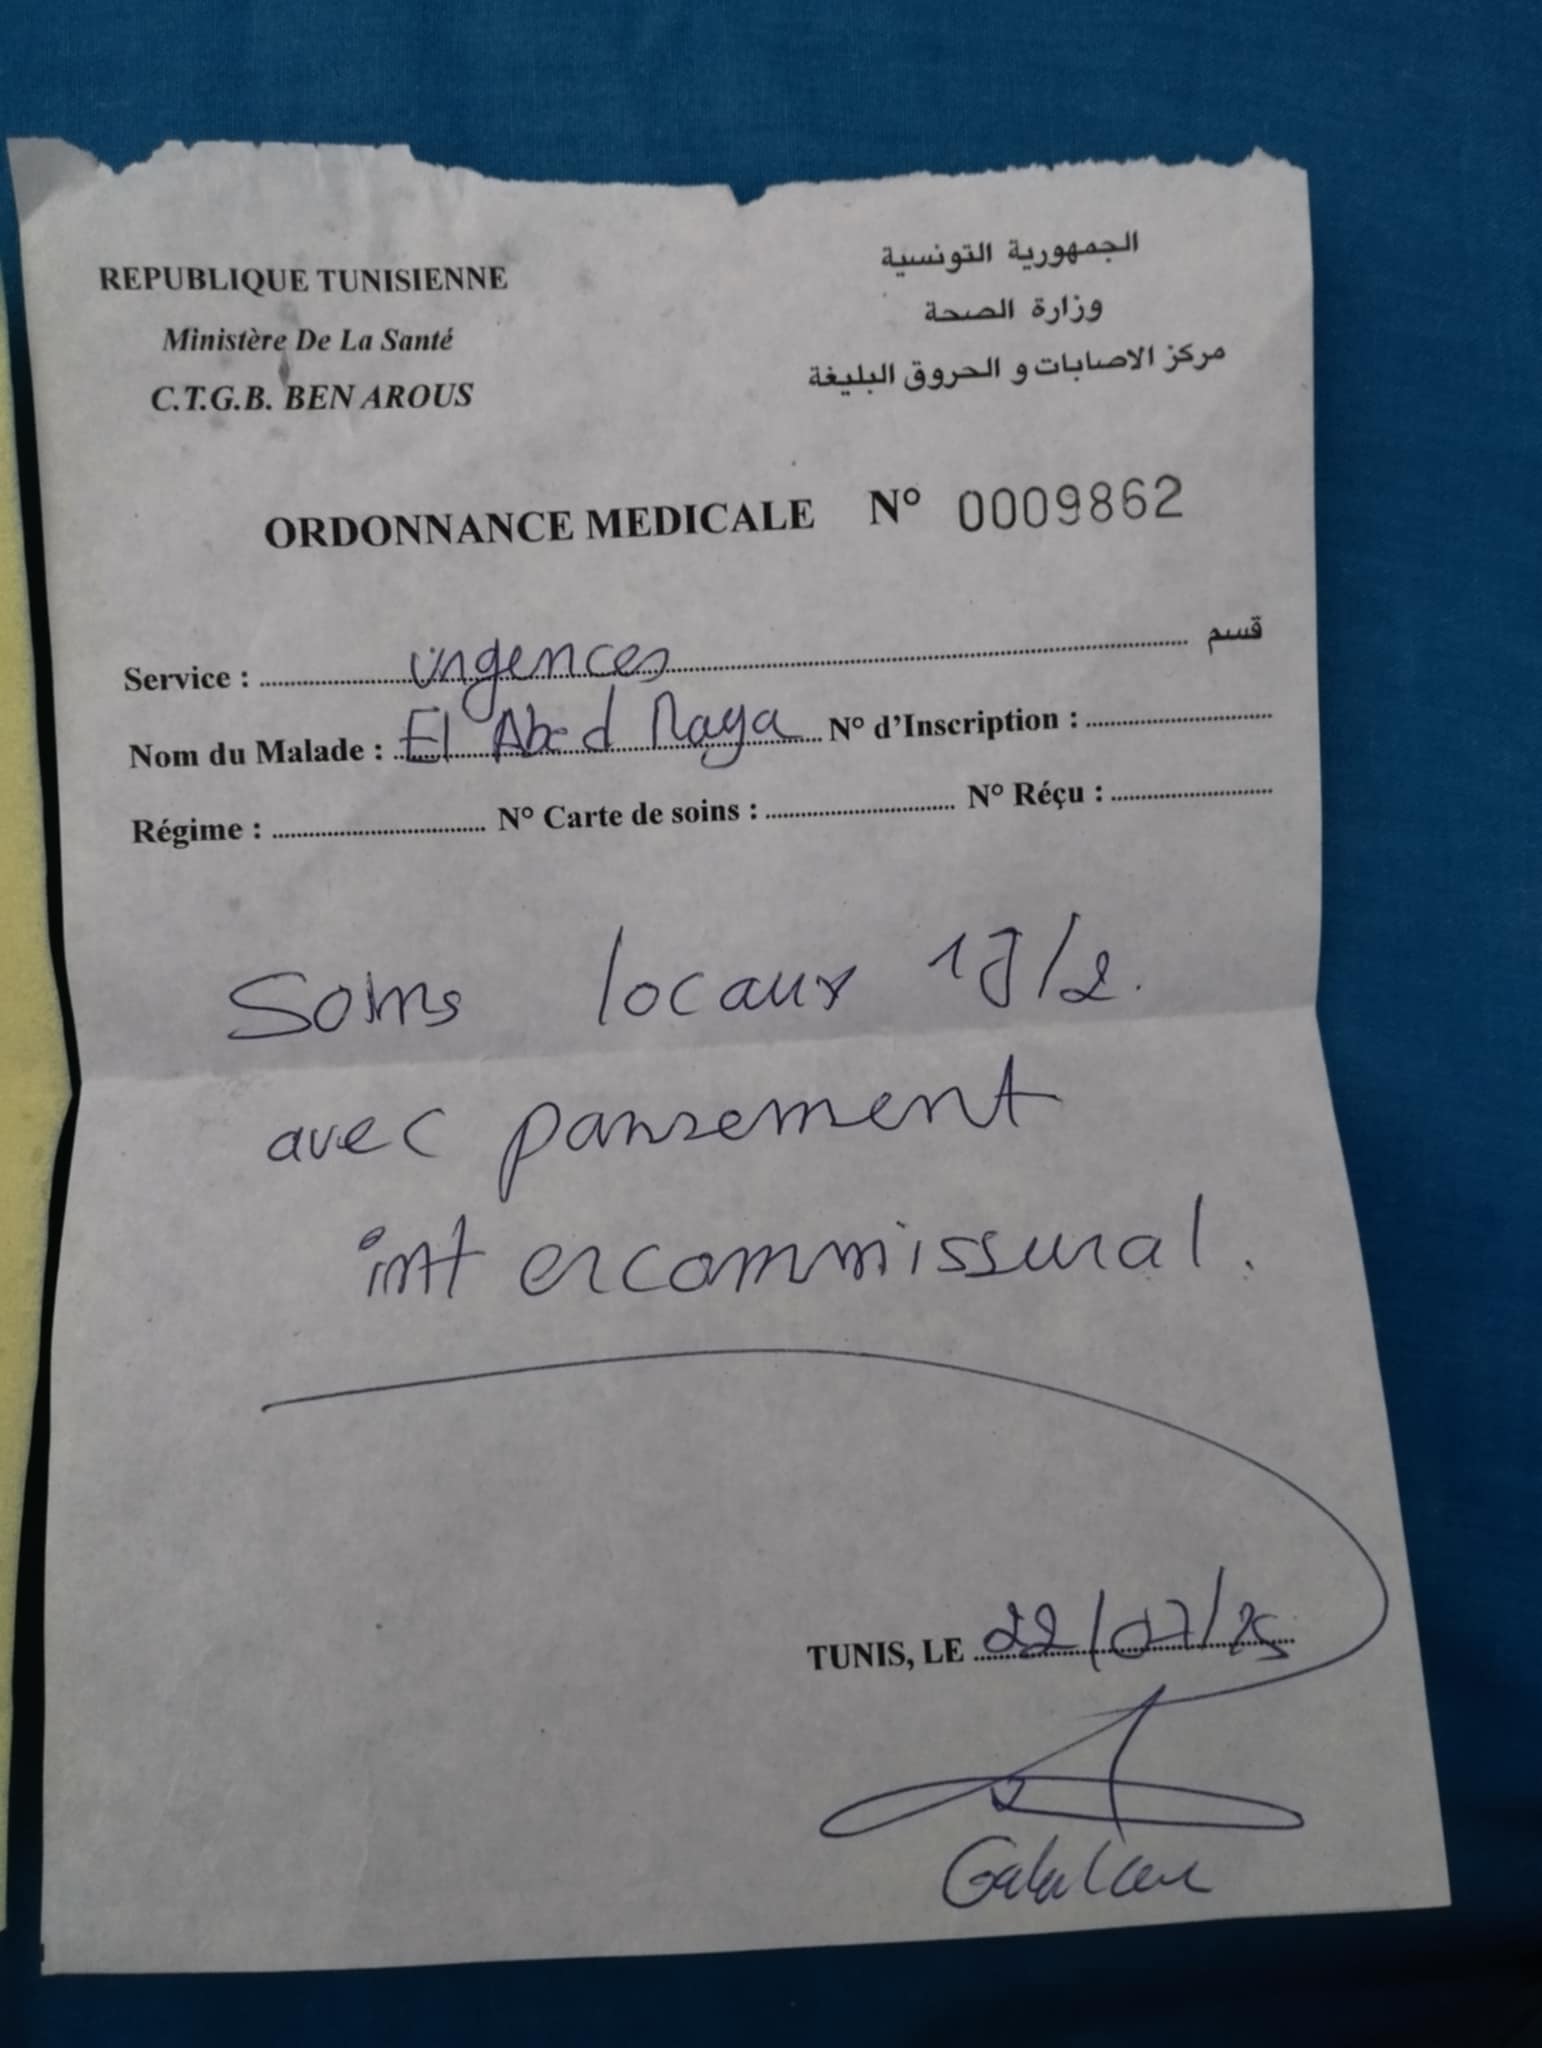 REPUBLIQUE TUNISIENNE
Ministère De La Santé
C.T.G.B. BEN AROUS
الجمهورية التونسية
وزارة الصحة
مركز الاصابات و الحروق البليغة
ORDONNANCE MEDICALE N° 0009862
Service : urgences قسم
Nom du Malade : El Abed Maya N° d'Inscription :
Régime : N° Carte de soins : N° Réçu :
Soins locaux 1J/2.
avec pansement
intercommissural.
TUNIS, LE 22/07/25